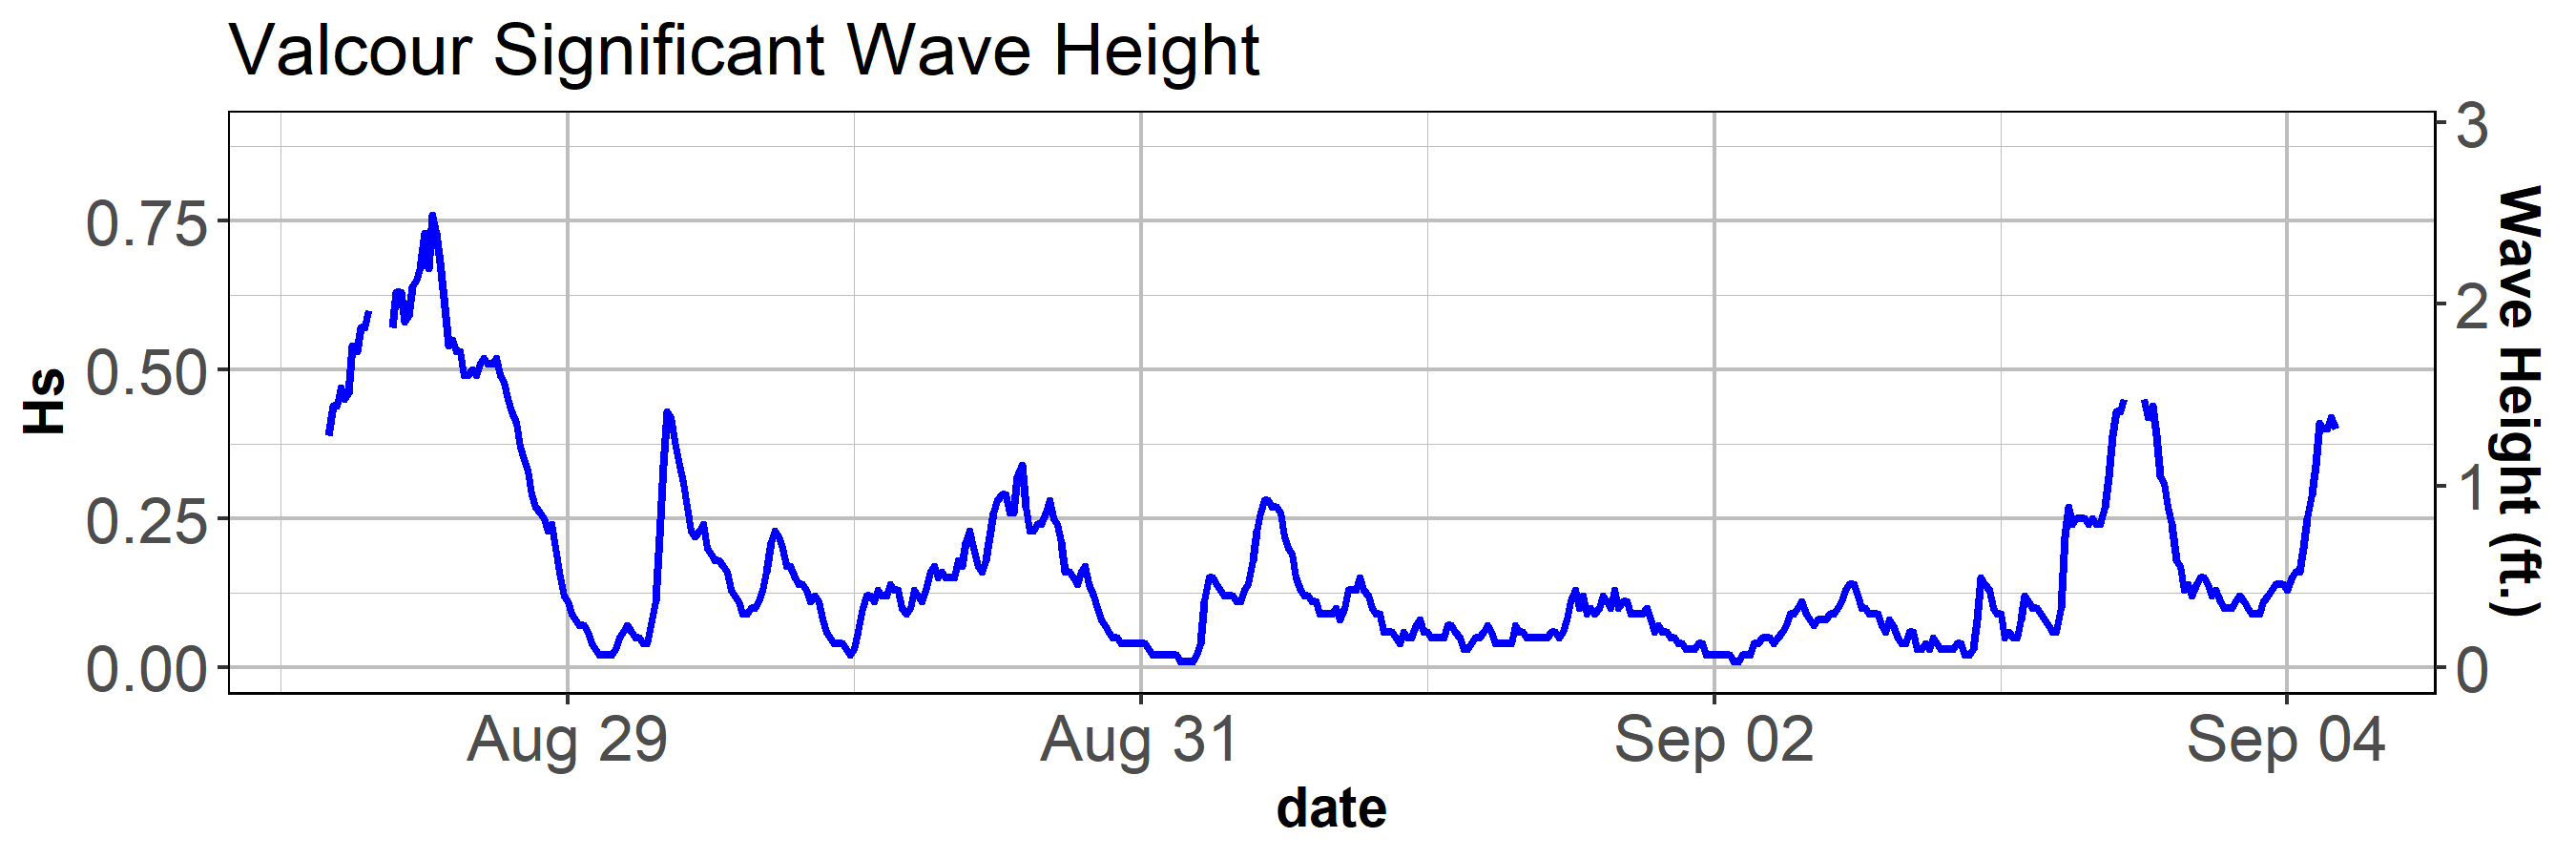 Valcour Significant Wave Height
Hs
0.75
0.50
0.25
0.00
3
2
1
0
Wave Height (ft.)
Aug 29
Aug 31
Sep 02
Sep 04
date